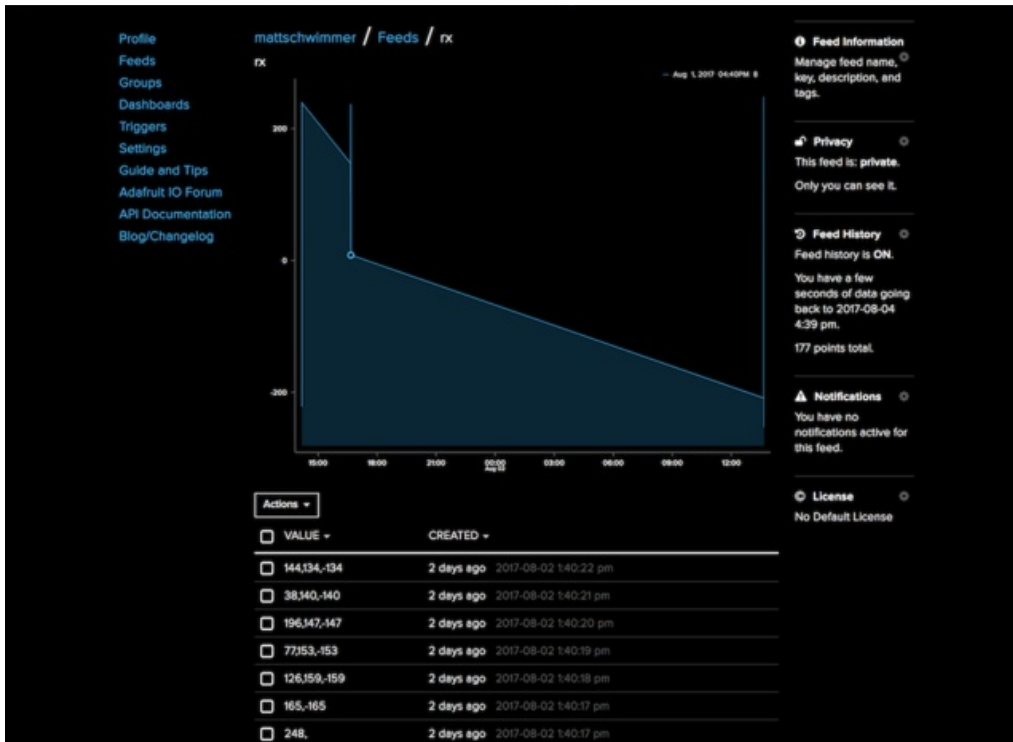 Profile
Feeds
Groups
Dashboards
Triggers
Settings
Guide and Tips
Adafruit IO Forum
API Documentation
Blog/Changelog
mattschwimmer / Feeds / rx
rx
Aug 1, 2017 04:40PM 8
200
0
-200
15:00 18:00 21:00 00:00 03:00 06:00 09:00 12:00
Aug 02
Actions
VALUE CREATED
144,134,-134 2 days ago 2017-08-02 1:40:22 pm
38,140,-140 2 days ago 2017-08-02 1:40:21 pm
196,147,-147 2 days ago 2017-08-02 1:40:20 pm
77,153,-153 2 days ago 2017-08-02 1:40:19 pm
126,159,-159 2 days ago 2017-08-02 1:40:18 pm
165,-165 2 days ago 2017-08-02 1:40:17 pm
248, 2 days ago 2017-08-02 1:40:17 pm
Feed Information
Manage feed name,
key, description, and
tags.
Privacy
This feed is: private.
Only you can see it.
Feed History
Feed history is ON.
You have a few
seconds of data going
back to 2017-08-04
4:39 pm.
177 points total.
Notifications
You have no
notifications active for
this feed.
License
No Default License